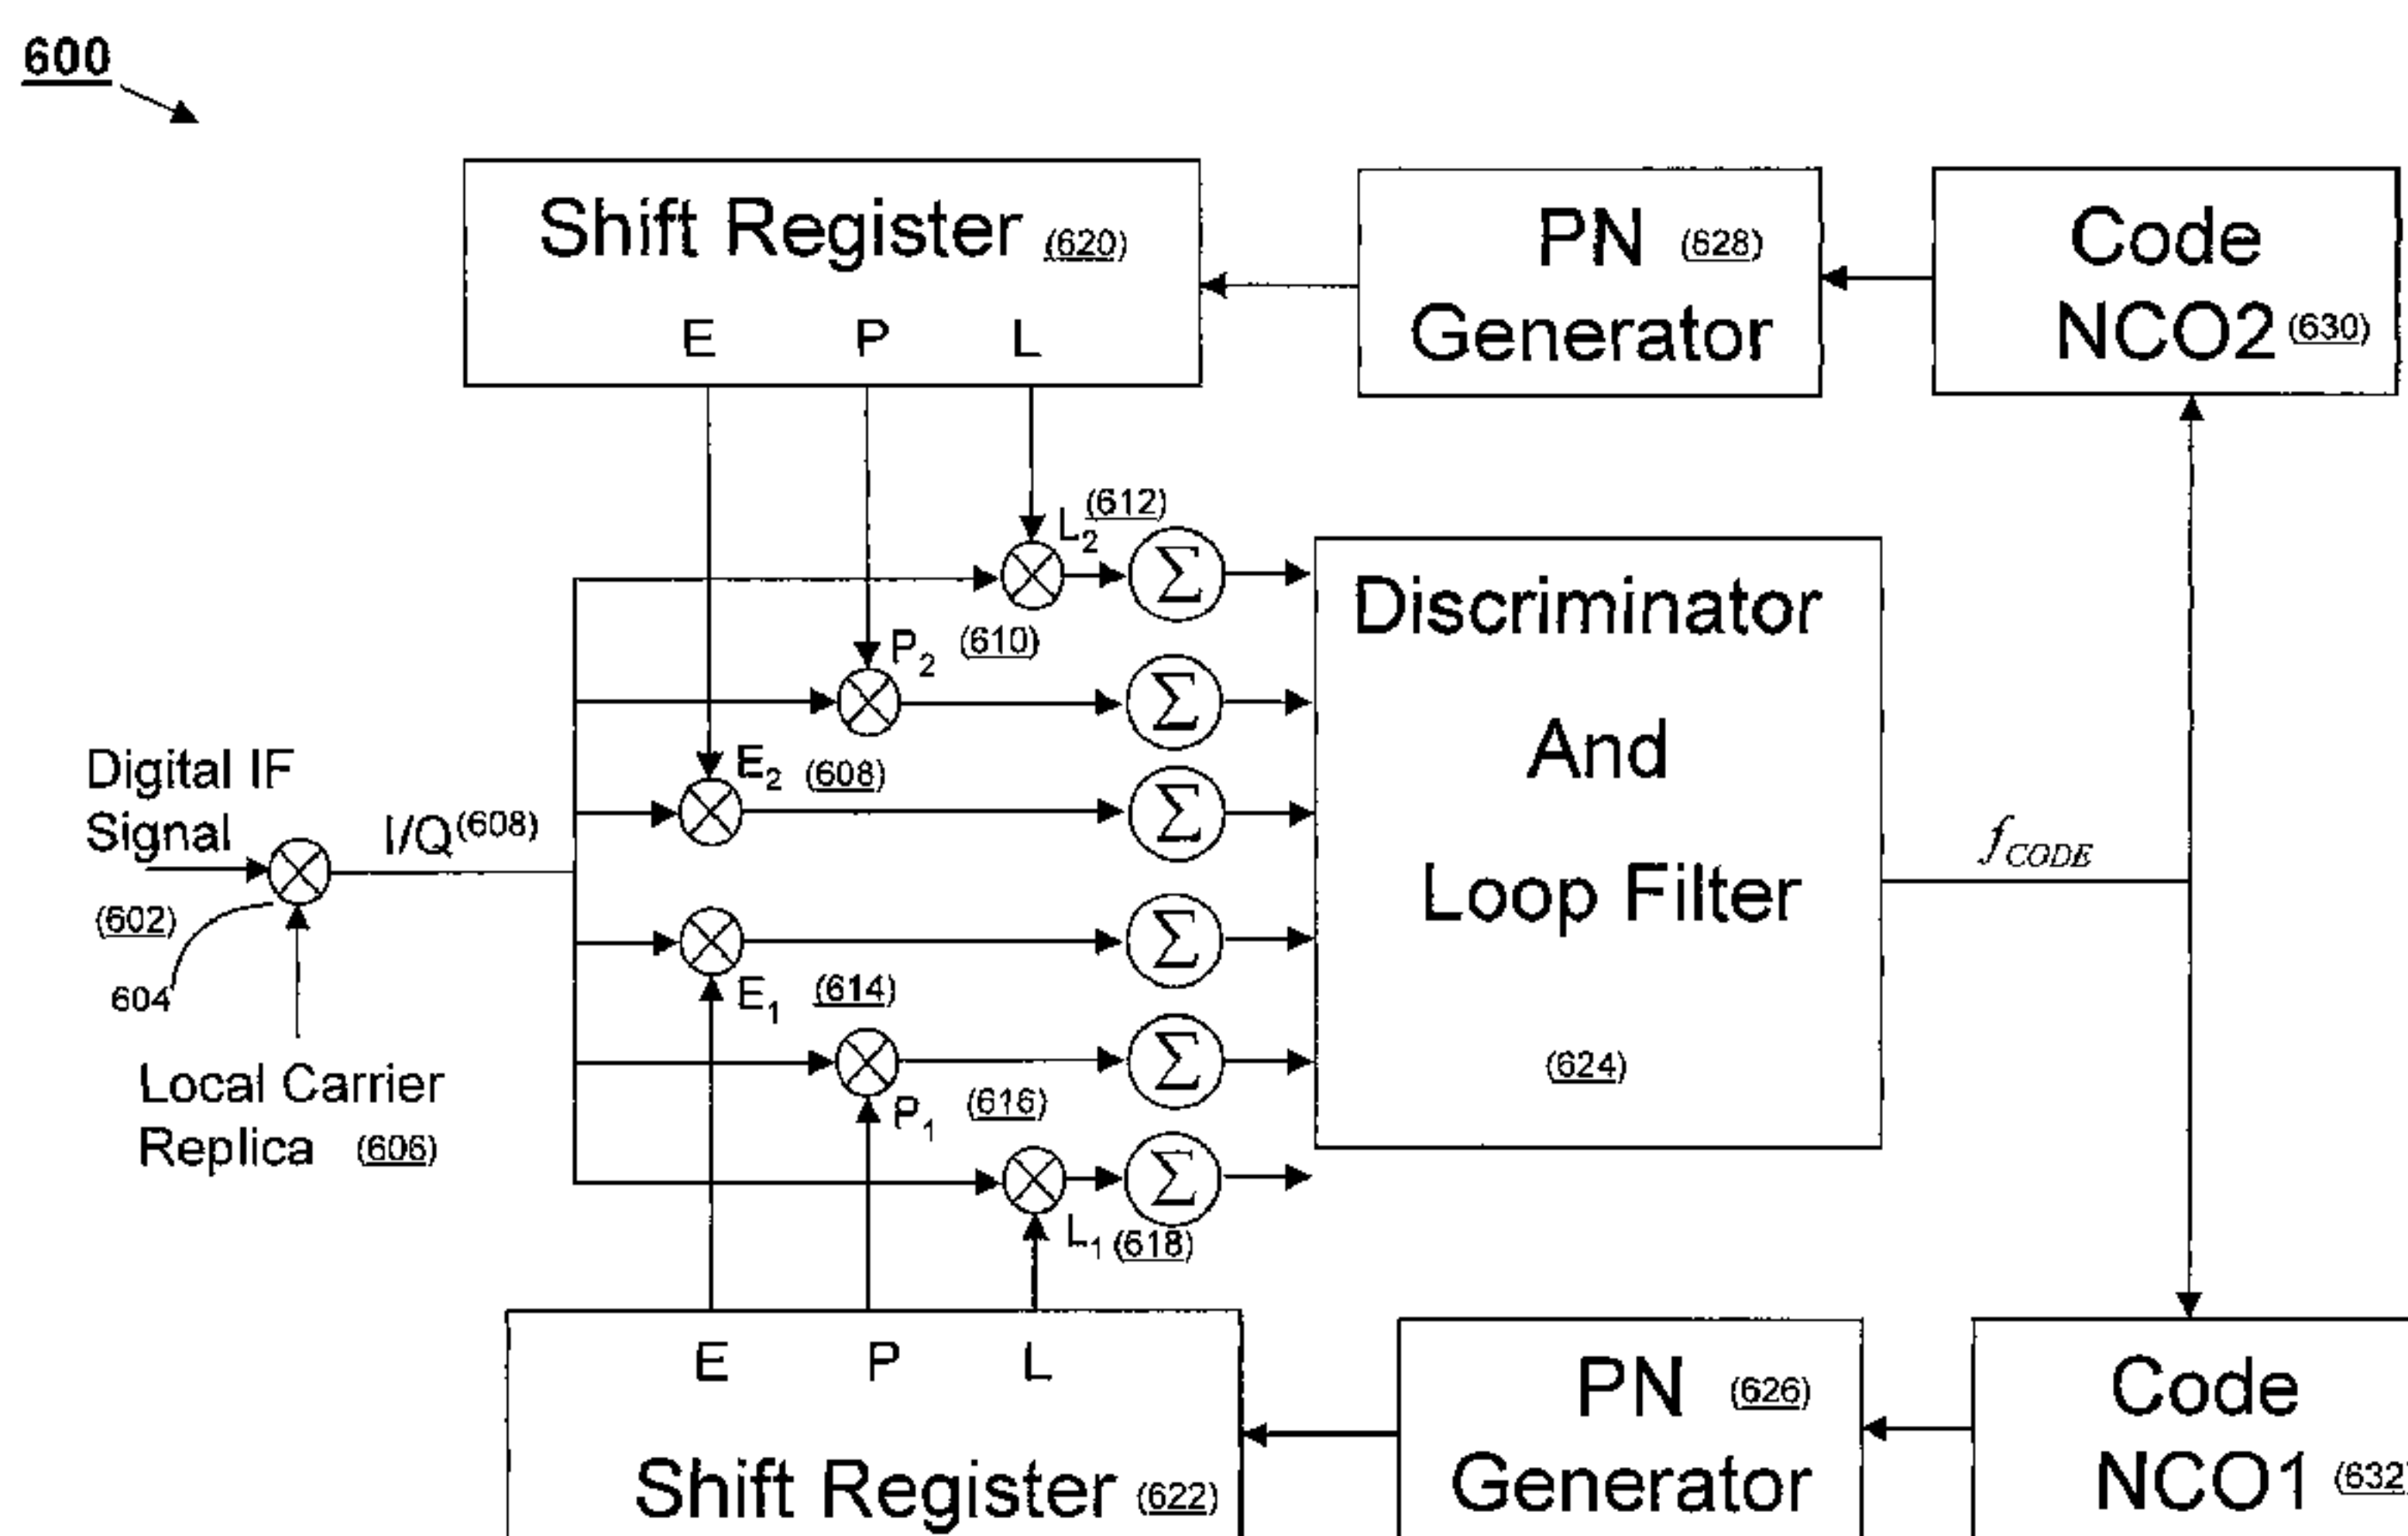 600
Shift Register (620)
E P L
PN (628)
Generator
Code
NCO2 (630)
L2 (612)
Σ
(610)
P2
Σ
E2 (608)
Σ
Digital IF
Signal
(602)
604
I/Q (608)
Local Carrier
Replica (606)
Σ
E1 (614)
Σ
P1 (616)
Σ
L1 (618)
Discriminator
And
Loop Filter
(624)
fCODE
E P L
Shift Register (622)
PN (626)
Generator
Code
NCO1 (632)